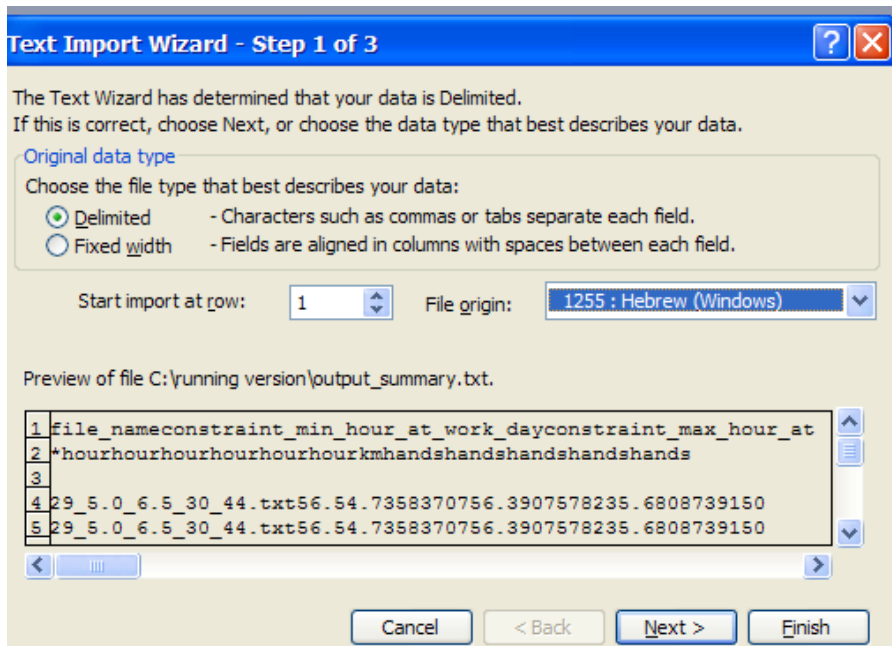 Text Import Wizard - Step 1 of 3
The Text Wizard has determined that your data is Delimited.
If this is correct, choose Next, or choose the data type that best describes your data.
Original data type
Choose the file type that best describes your data:
Delimited - Characters such as commas or tabs separate each field.
Fixed width - Fields are aligned in columns with spaces between each field.
Start import at row: 1 File origin: 1255 : Hebrew (Windows)
Preview of file C:\running version\output_summary.txt.
1 file_nameconstraint_min_hour_at_work_dayconstraint_max_hour_at
2 *hourhourhourhourhourhourkmhandshandshandshandshands
3
4 29_5.0_6.5_30_44.txt56.54.7358370756.3907578235.6808739150
5 29_5.0_6.5_30_44.txt56.54.7358370756.3907578235.6808739150
Cancel < Back Next > Finish